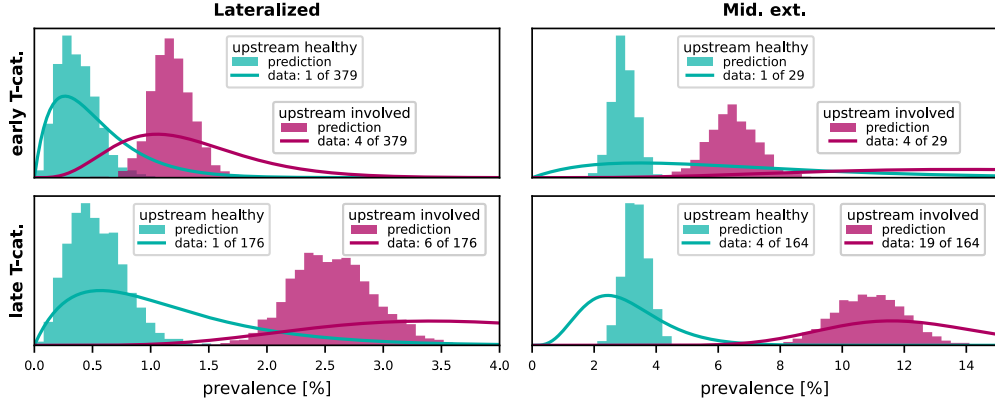 Lateralized
Mid. ext.
early T-cat.
upstream healthy
prediction
data: 1 of 379
upstream involved
prediction
data: 4 of 379
upstream healthy
prediction
data: 1 of 29
upstream involved
prediction
data: 4 of 29
late T-cat.
upstream healthy
prediction
data: 1 of 176
upstream involved
prediction
data: 6 of 176
upstream healthy
prediction
data: 4 of 164
upstream involved
prediction
data: 19 of 164
0.0 0.5 1.0 1.5 2.0 2.5 3.0 3.5 4.0
0 2 4 6 8 10 12 14
prevalence [%]
prevalence [%]